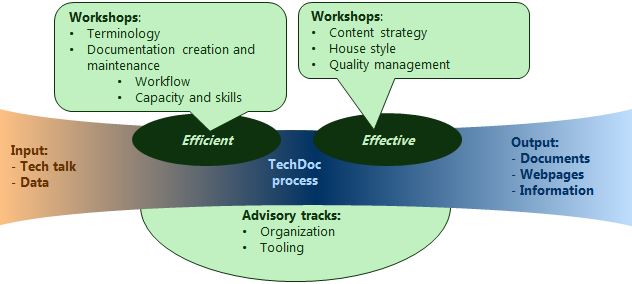 Workshops:
• Terminology
• Documentation creation and
maintenance
• Workflow
• Capacity and skills
Workshops:
• Content strategy
• House style
• Quality management
Efficient
Effective
Input:
- Tech talk
- Data
TechDoc
process
Output:
- Documents
- Webpages
- Information
Advisory tracks:
• Organization
• Tooling